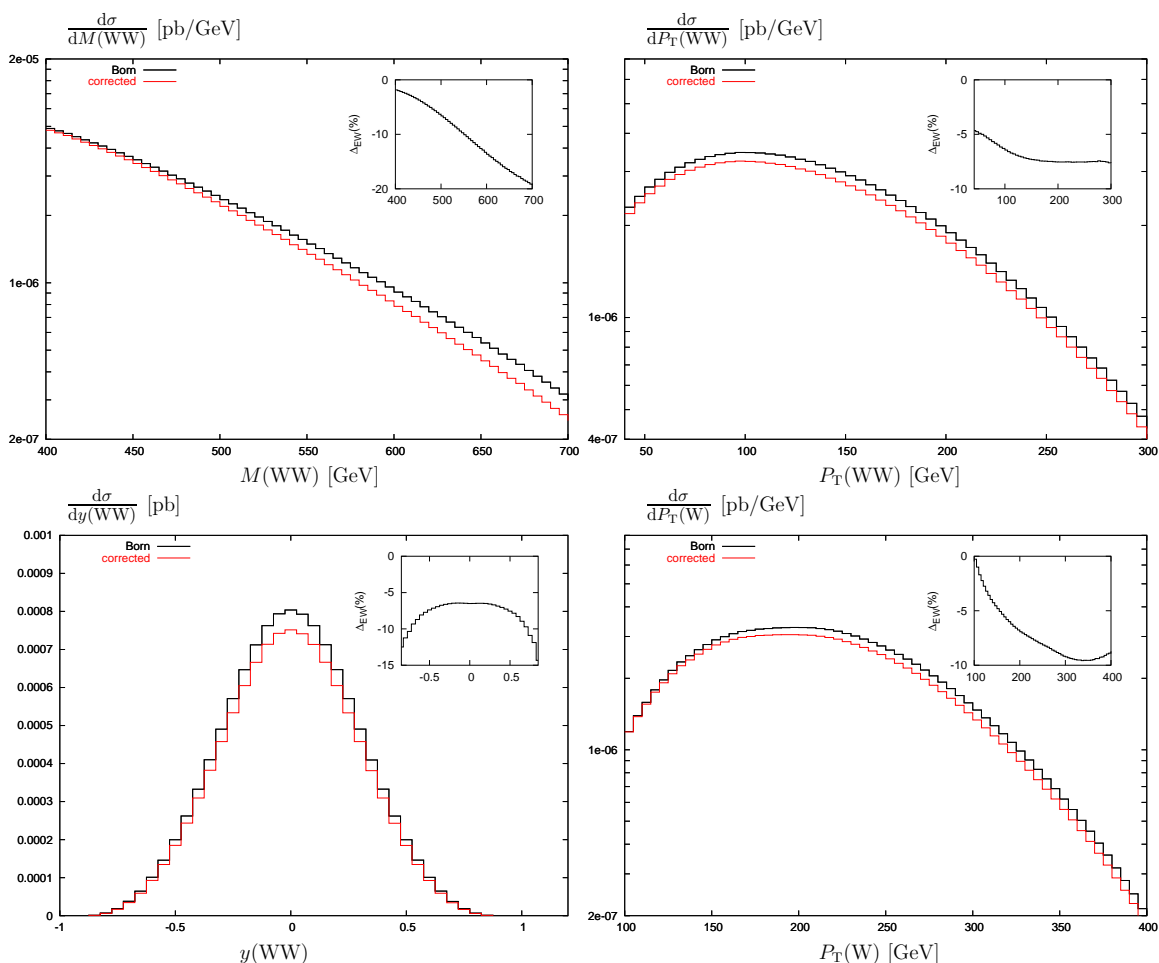 dσ
dM(WW) [pb/GeV]
2e-05
1e-06
2e-07
400 450 500 550 600 650 700
M(WW) [GeV]
Born
corrected
Δ_EW(%)
0
-10
-20
400 500 600 700
dσ
dP_T(WW) [pb/GeV]
1e-06
4e-07
50 100 150 200 250 300
P_T(WW) [GeV]
Born
corrected
Δ_EW(%)
0
-5
-10
100 200 300
dσ
dy(WW) [pb]
0.001
0.0009
0.0008
0.0007
0.0006
0.0005
0.0004
0.0003
0.0002
0.0001
0
-1 -0.5 0 0.5 1
y(WW)
Born
corrected
Δ_EW(%)
0
-5
-10
-15
-0.5 0 0.5
dσ
dP_T(W) [pb/GeV]
1e-06
2e-07
100 150 200 250 300 350 400
P_T(W) [GeV]
Born
corrected
Δ_EW(%)
0
-5
-10
100 200 300 400